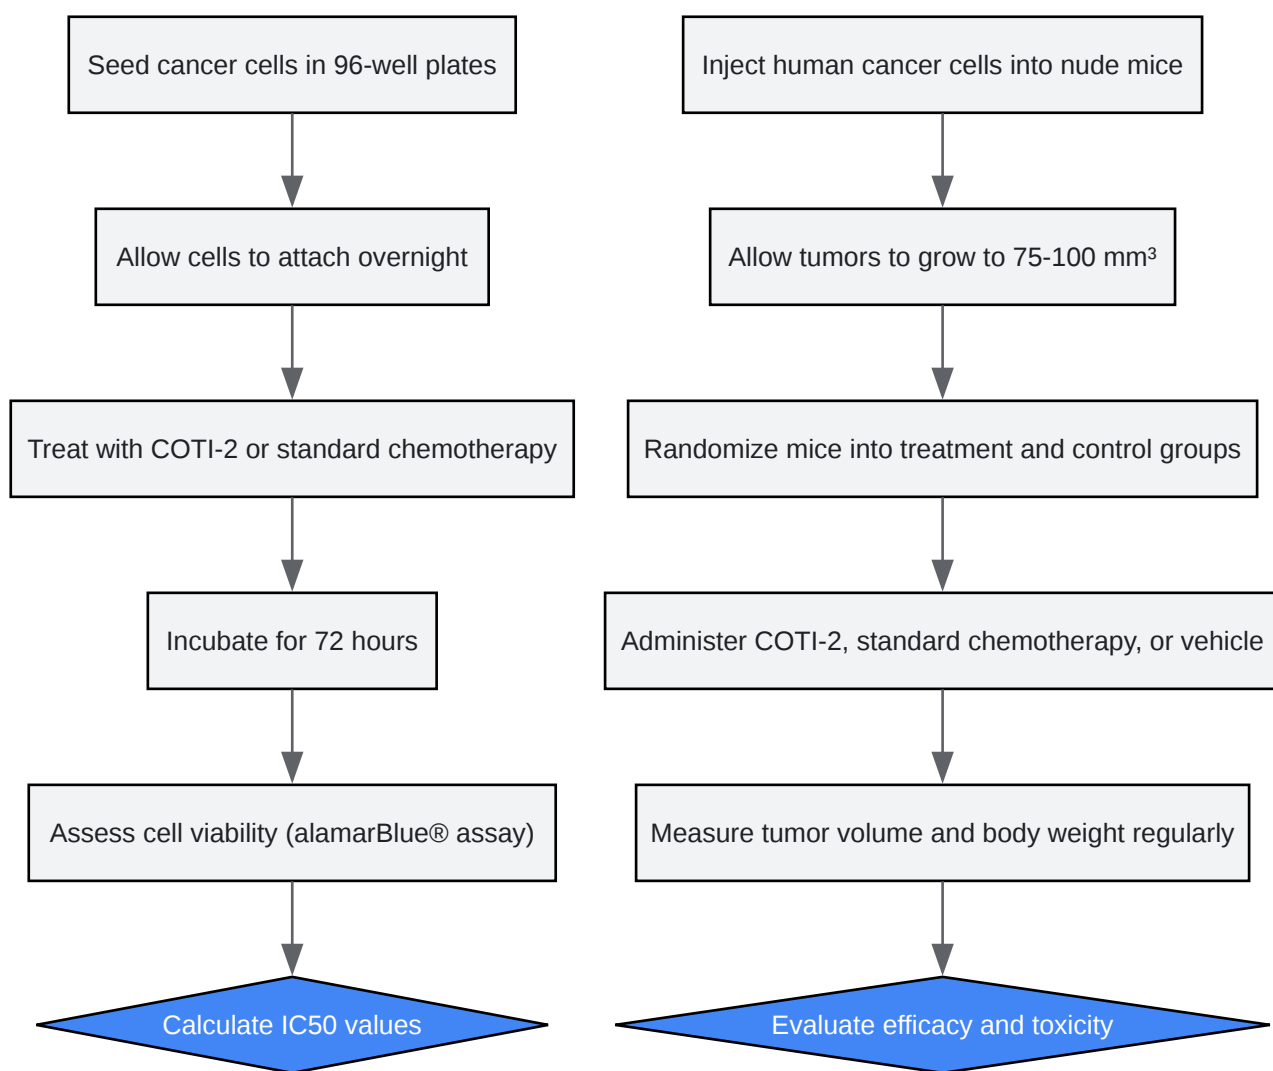 Seed cancer cells in 96-well plates
Allow cells to attach overnight
Treat with COTI-2 or standard chemotherapy
Incubate for 72 hours
Assess cell viability (alamarBlue® assay)
Calculate IC50 values
Inject human cancer cells into nude mice
Allow tumors to grow to 75-100 mm³
Randomize mice into treatment and control groups
Administer COTI-2, standard chemotherapy, or vehicle
Measure tumor volume and body weight regularly
Evaluate efficacy and toxicity